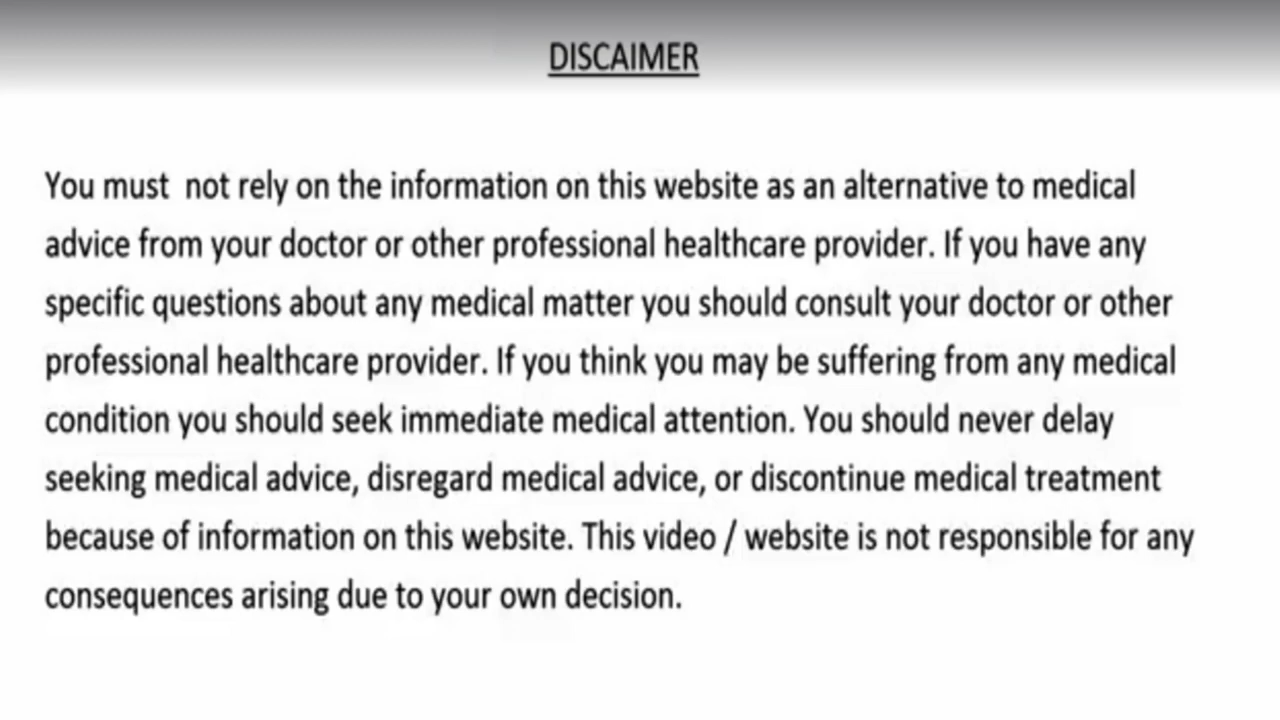 DISCAIMER
You must  not rely on the information on this website as an alternative to medical
advice from your doctor or other professional healthcare provider. If you have any
specific questions about any medical matter you should consult your doctor or other
professional healthcare provider. If you think you may be suffering from any medical
condition you should seek immediate medical attention. You should never delay
seeking medical advice, disregard medical advice, or discontinue medical treatment
because of information on this website. This video / website is not responsible for any
consequences arising due to your own decision.